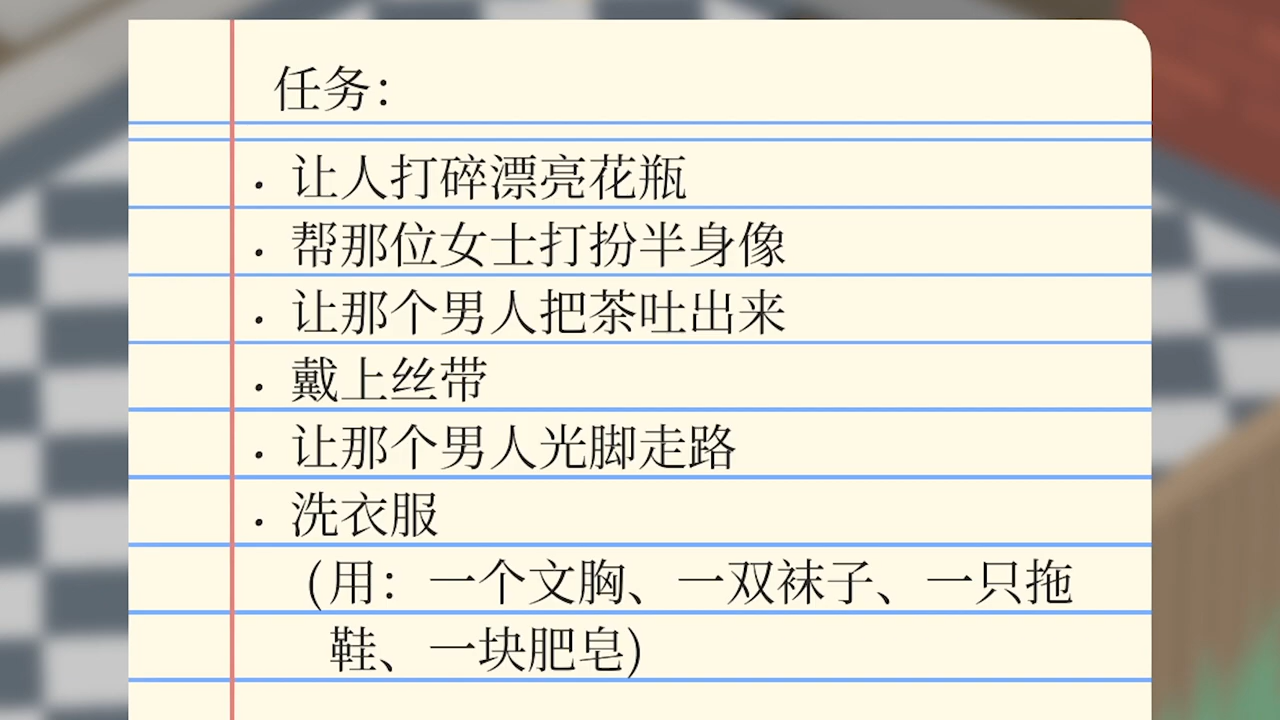 任务：
· 让人打碎漂亮花瓶
· 帮那位女士打扮半身像
· 让那个男人把茶吐出来
· 戴上丝带
· 让那个男人光脚走路
· 洗衣服
(用：一个文胸、一双袜子、一只拖
鞋、一块肥皂)